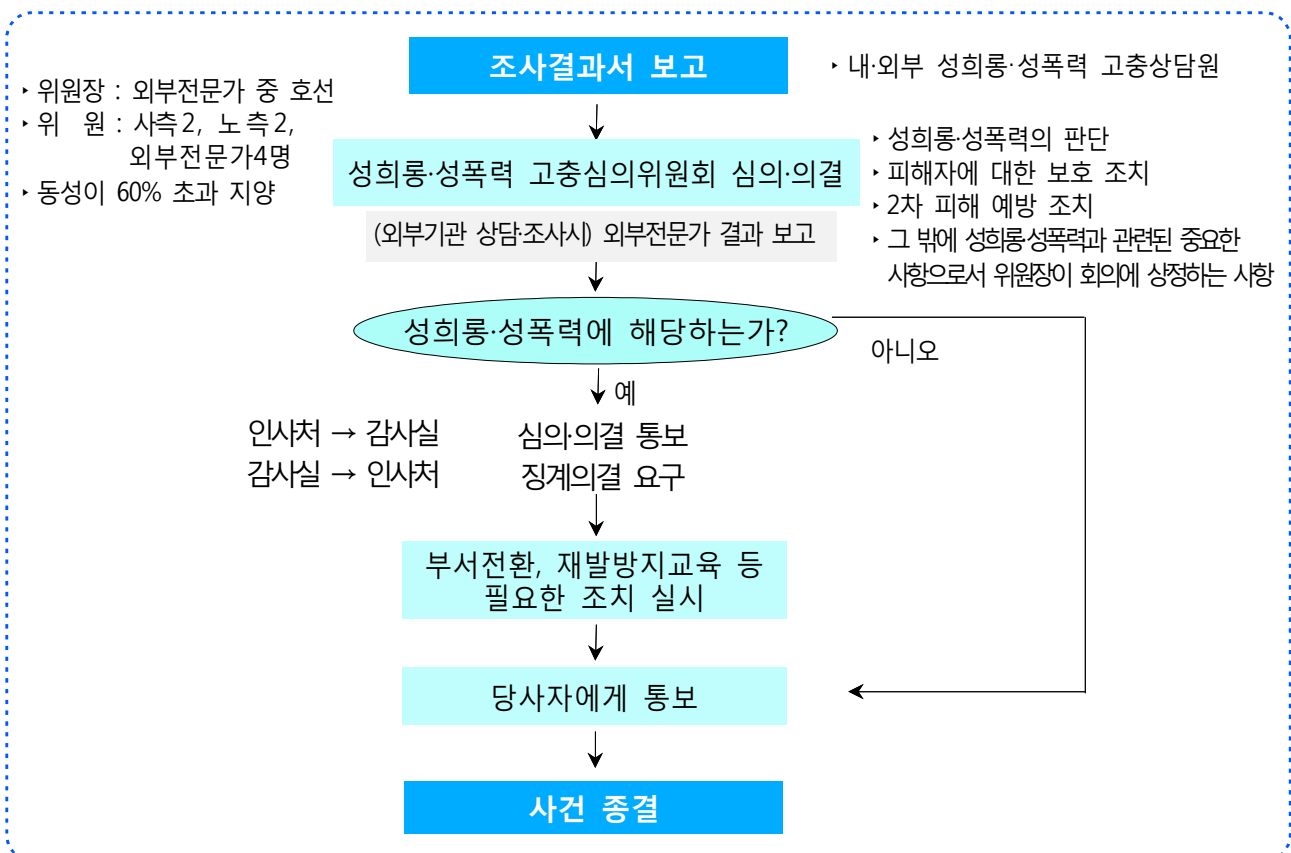 조사결과서 보고
‣ 내·외부 성희롱·성폭력 고충상담원
‣ 위원장 : 외부전문가 중 호선
‣ 위 원 : 사측2, 노측2,
외부전문가4명
‣ 동성이 60% 초과 지양
성희롱·성폭력 고충심의위원회 심의·의결
(외부기관 상담·조사시) 외부전문가 결과 보고
‣ 성희롱·성폭력의 판단
‣ 피해자에 대한 보호 조치
‣ 2차 피해 예방 조치
‣ 그 밖에 성희롱·성폭력과 관련된 중요한
사항으로서 위원장이 회의에 상정하는 사항
성희롱·성폭력에 해당하는가?
아니오
예
인사처 → 감사실 심의·의결 통보
감사실 → 인사처 징계의결 요구
부서전환, 재발방지교육 등
필요한 조치 실시
당사자에게 통보
사건 종결